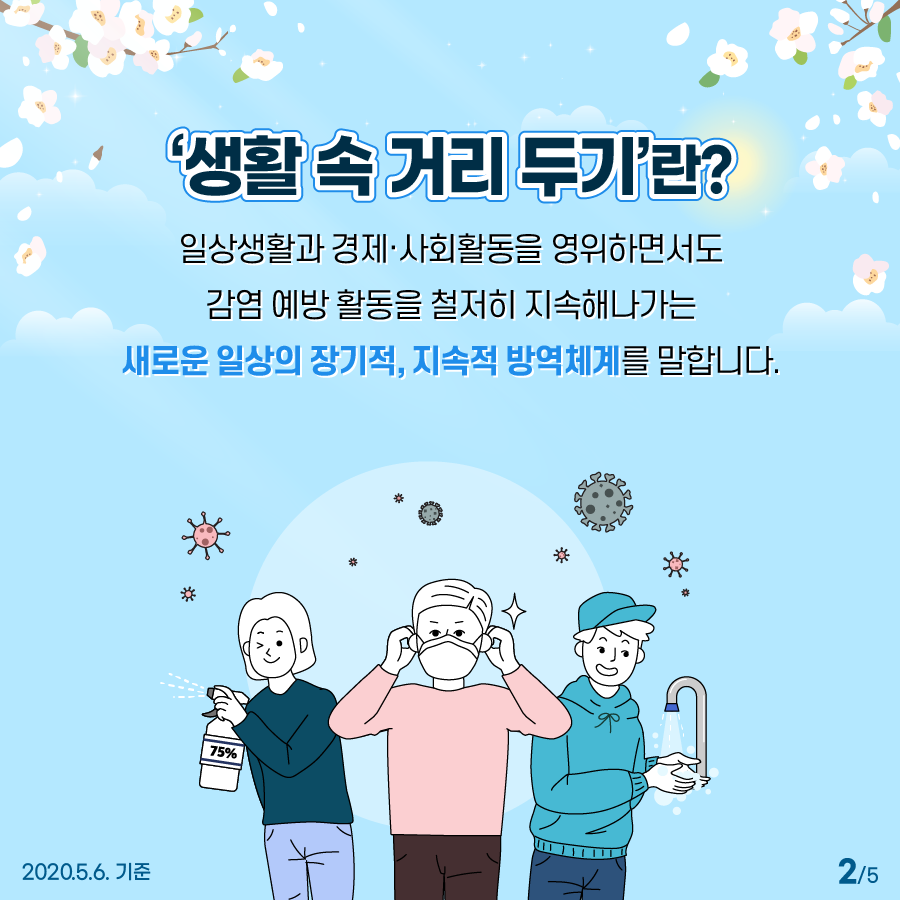 ‘생활 속 거리 두기’란?
일상생활과 경제·사회활동을 영위하면서도
감염 예방 활동을 철저히 지속해나가는
새로운 일상의 장기적, 지속적 방역체계를 말합니다.
75%
2020.5.6. 기준
2/5